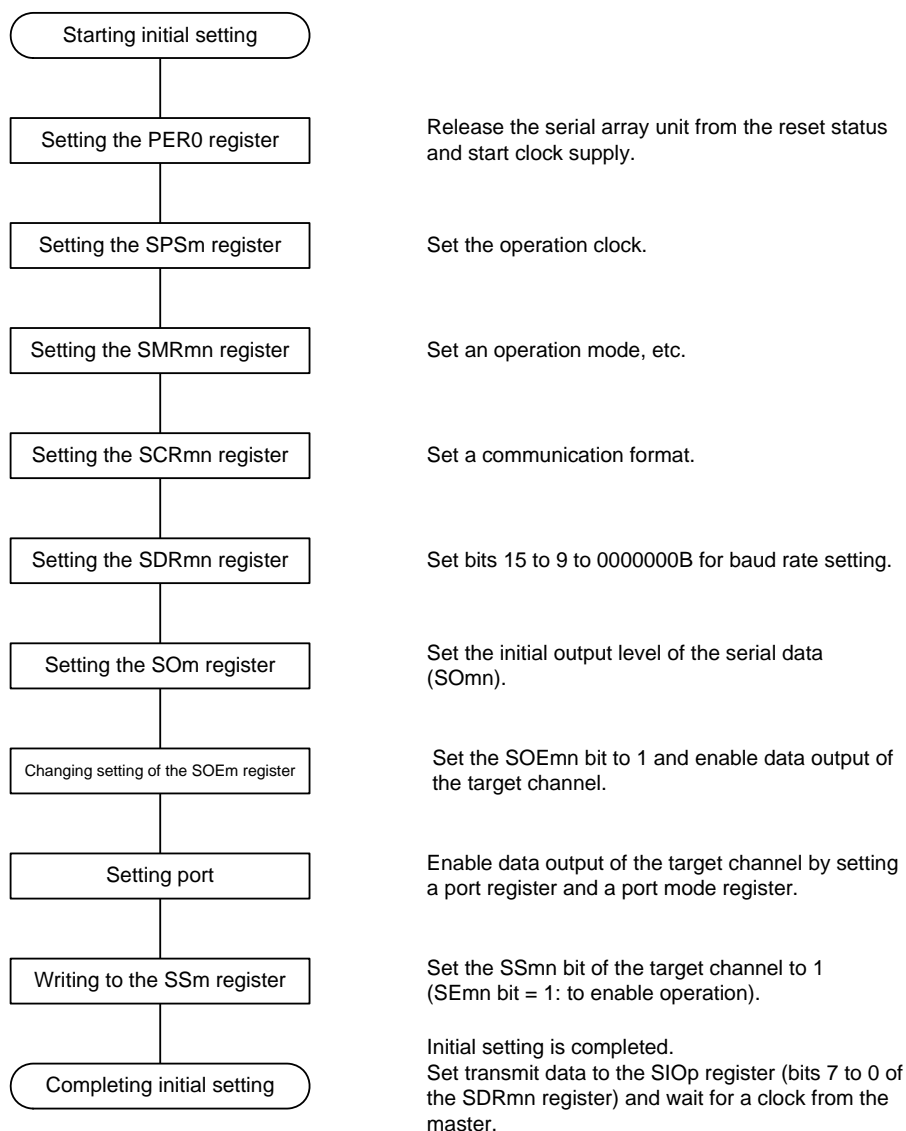 Starting initial setting
Setting the PER0 register
Release the serial array unit from the reset status
and start clock supply.
Setting the SPSm register
Set the operation clock.
Setting the SMRmn register
Set an operation mode, etc.
Setting the SCRmn register
Set a communication format.
Setting the SDRmn register
Set bits 15 to 9 to 0000000B for baud rate setting.
Setting the SOm register
Set the initial output level of the serial data
(SOmn).
Changing setting of the SOEm register
Set the SOEmn bit to 1 and enable data output of
the target channel.
Setting port
Enable data output of the target channel by setting
a port register and a port mode register.
Writing to the SSm register
Set the SSmn bit of the target channel to 1
(SEmn bit = 1: to enable operation).
Completing initial setting
Initial setting is completed.
Set transmit data to the SIOp register (bits 7 to 0 of
the SDRmn register) and wait for a clock from the
master.